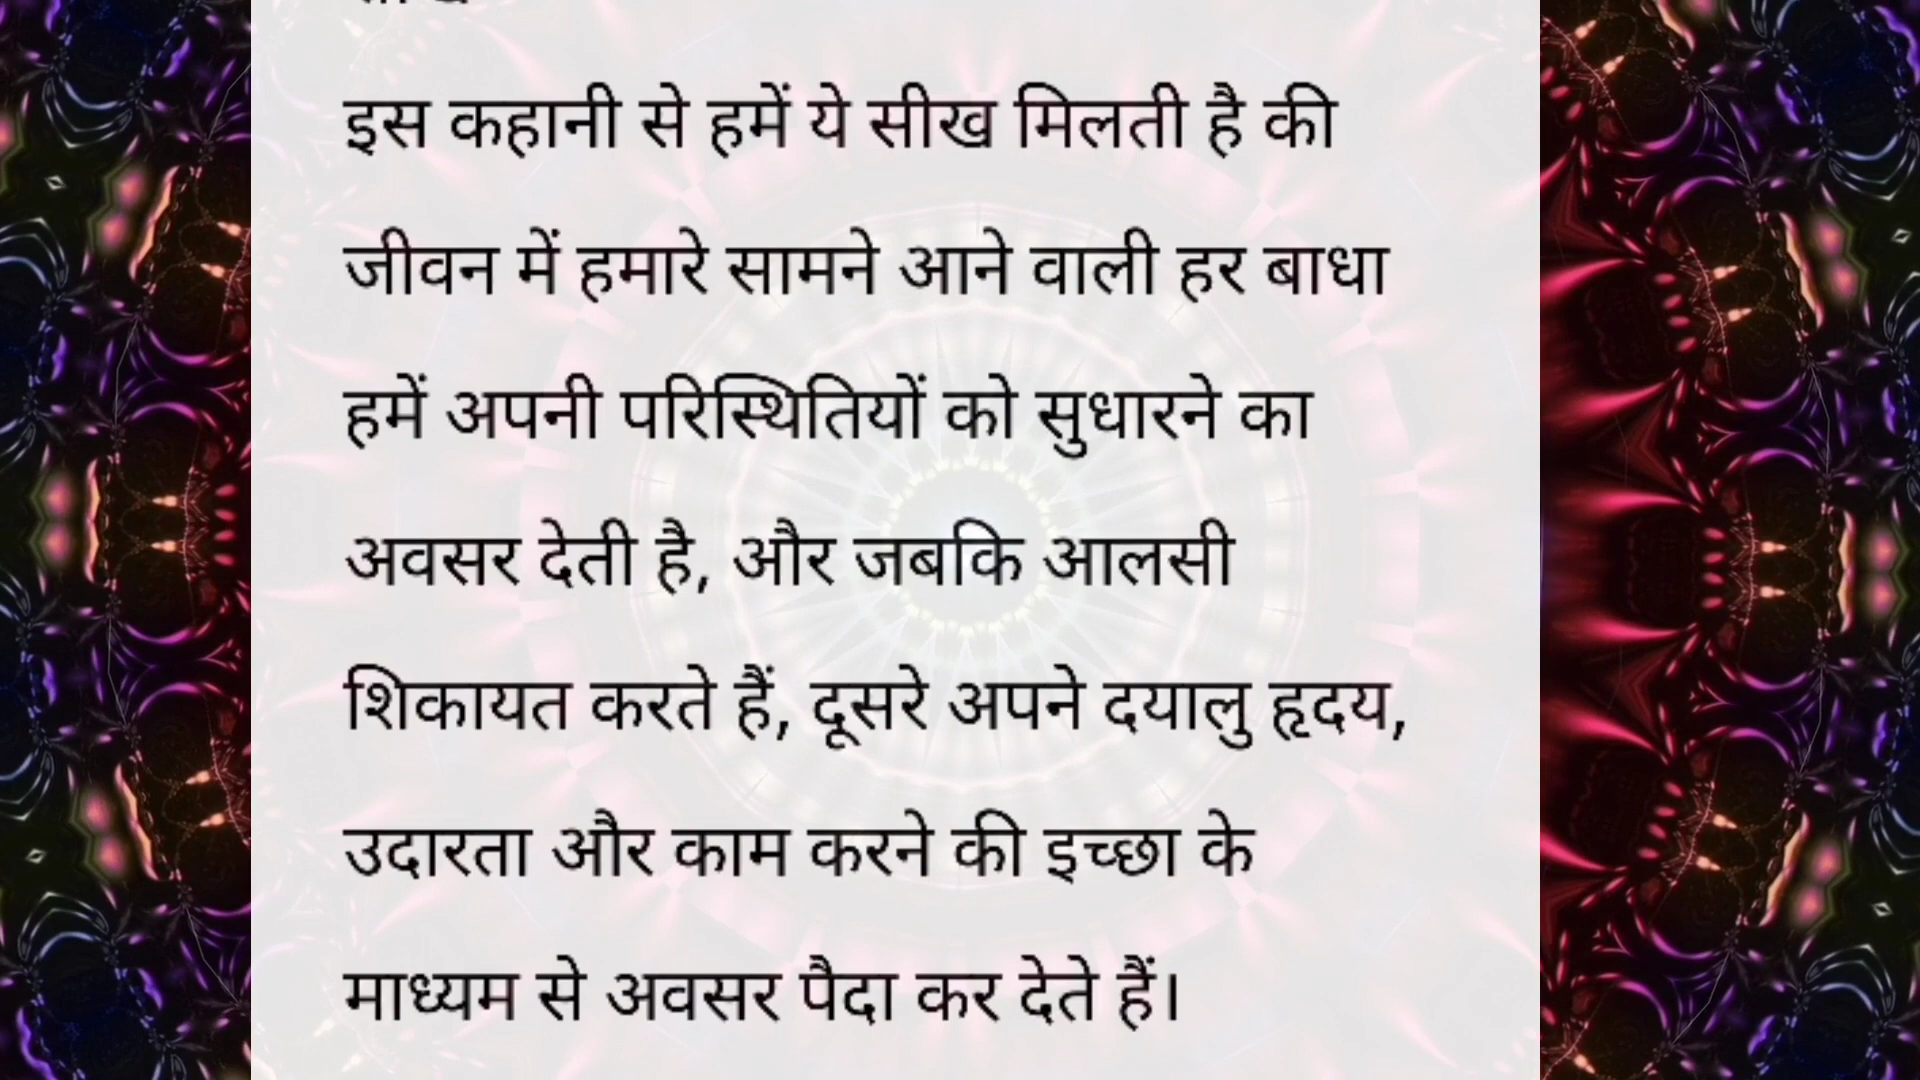 इस कहानी से हमें ये सीख मिलती है की
जीवन में हमारे सामने आने वाली हर बाधा
हमें अपनी परिस्थितियों को सुधारने का
अवसर देती है, और जबकि आलसी
शिकायत करते हैं, दूसरे अपने दयालु हृदय,
उदारता और काम करने की इच्छा के
माध्यम से अवसर पैदा कर देते हैं।